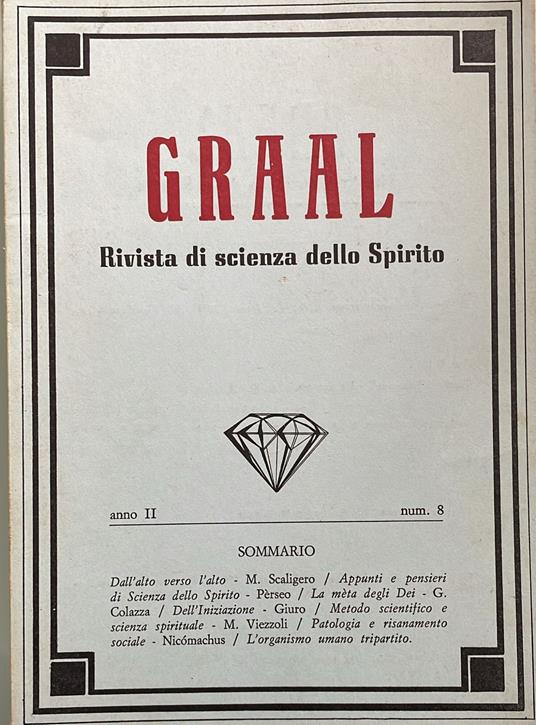 GRAAL
Rivista di scienza dello Spirito
anno II num. 8
SOMMARIO
Dall'alto verso l'alto - M. Scaligero / Appunti e pensieri
di Scienza dello Spirito - Pèrseo / La mèta degli Dei - G.
Colazza / Dell'Iniziazione - Giuro / Metodo scientifico e
scienza spirituale - M. Viezzoli / Patologia e risanamento
sociale - Nicómachus / L'organismo umano tripartito.